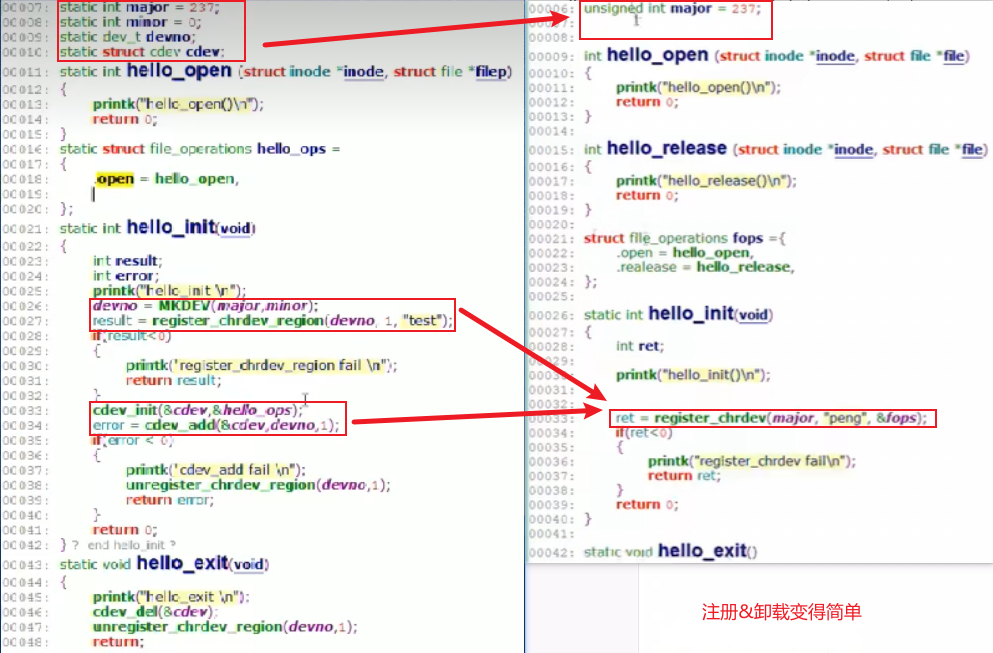 00007: static int major = 237;
00008: static int minor = 0;
00009: static dev_t devno;
00010: static struct cdev cdev;
00011: static int hello_open (struct inode *inode, struct file *filep)
00012: {
00013: printk("hello_open()\n");
00014: return 0;
00015: }
00016: static struct file_operations hello_ops =
00017: {
00018: .open = hello_open,
00019:
00020: };
00021: static int hello_init(void)
00022: {
00023: int result;
00024: int error;
00025: printk("hello_init \n");
00026: devno = MKDEV(major,minor);
00027: result = register_chrdev_region(devno, 1, "test");
00028: if(result<0)
00029: {
00030: printk("register_chrdev_region fail \n");
00031: return result;
00032: }
00033: cdev_init(&cdev,&hello_ops);
00034: error = cdev_add(&cdev,devno,1);
00035: if(error < 0)
00036: {
00037: printk("cdev_add fail \n");
00038: unregister_chrdev_region(devno,1);
00039: return error;
00040: }
00041: return 0;
00042: } ? end hello_init ?
00043: static void hello_exit(void)
00044: {
00045: printk("hello_exit \n");
00046: cdev_del(&cdev);
00047: unregister_chrdev_region(devno,1);
00048: return;
00006: unsigned int major = 237;
00008:
00009: int hello_open (struct inode *inode, struct file *file)
00010: {
00011: printk("hello_open()\n");
00012: return 0;
00013: }
00014:
00015: int hello_release (struct inode *inode, struct file *file)
00016: {
00017: printk("hello_release()\n");
00018: return 0;
00019: }
00020:
00021: struct file_operations fops ={
00022: .open = hello_open,
00023: .realease = hello_release,
00024: };
00025:
00026: static int hello_init(void)
00027: {
00028: int ret;
00029:
printk("hello_init()\n");
00031:
00032:
00033: ret = register_chrdev(major, "peng", &fops);
00034: if(ret<0)
00035: {
00036: printk("register_chrdev fail\n");
00037: return ret;
00038: }
00039: return 0;
00040: }
00041:
00042: static void hello_exit()
注册&卸载变得简单